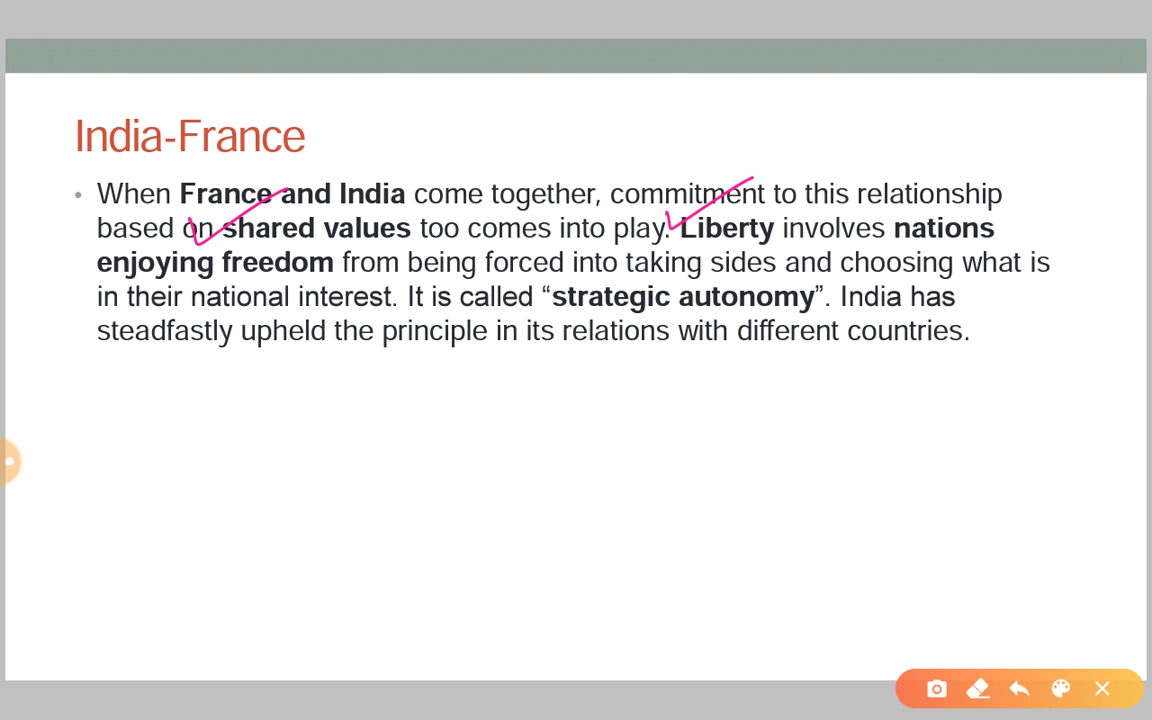 India-France
• When France and India come together, commitment to this relationship
based on shared values too comes into play. Liberty involves nations
enjoying freedom from being forced into taking sides and choosing what is
in their national interest. It is called “strategic autonomy”. India has
steadfastly upheld the principle in its relations with different countries.